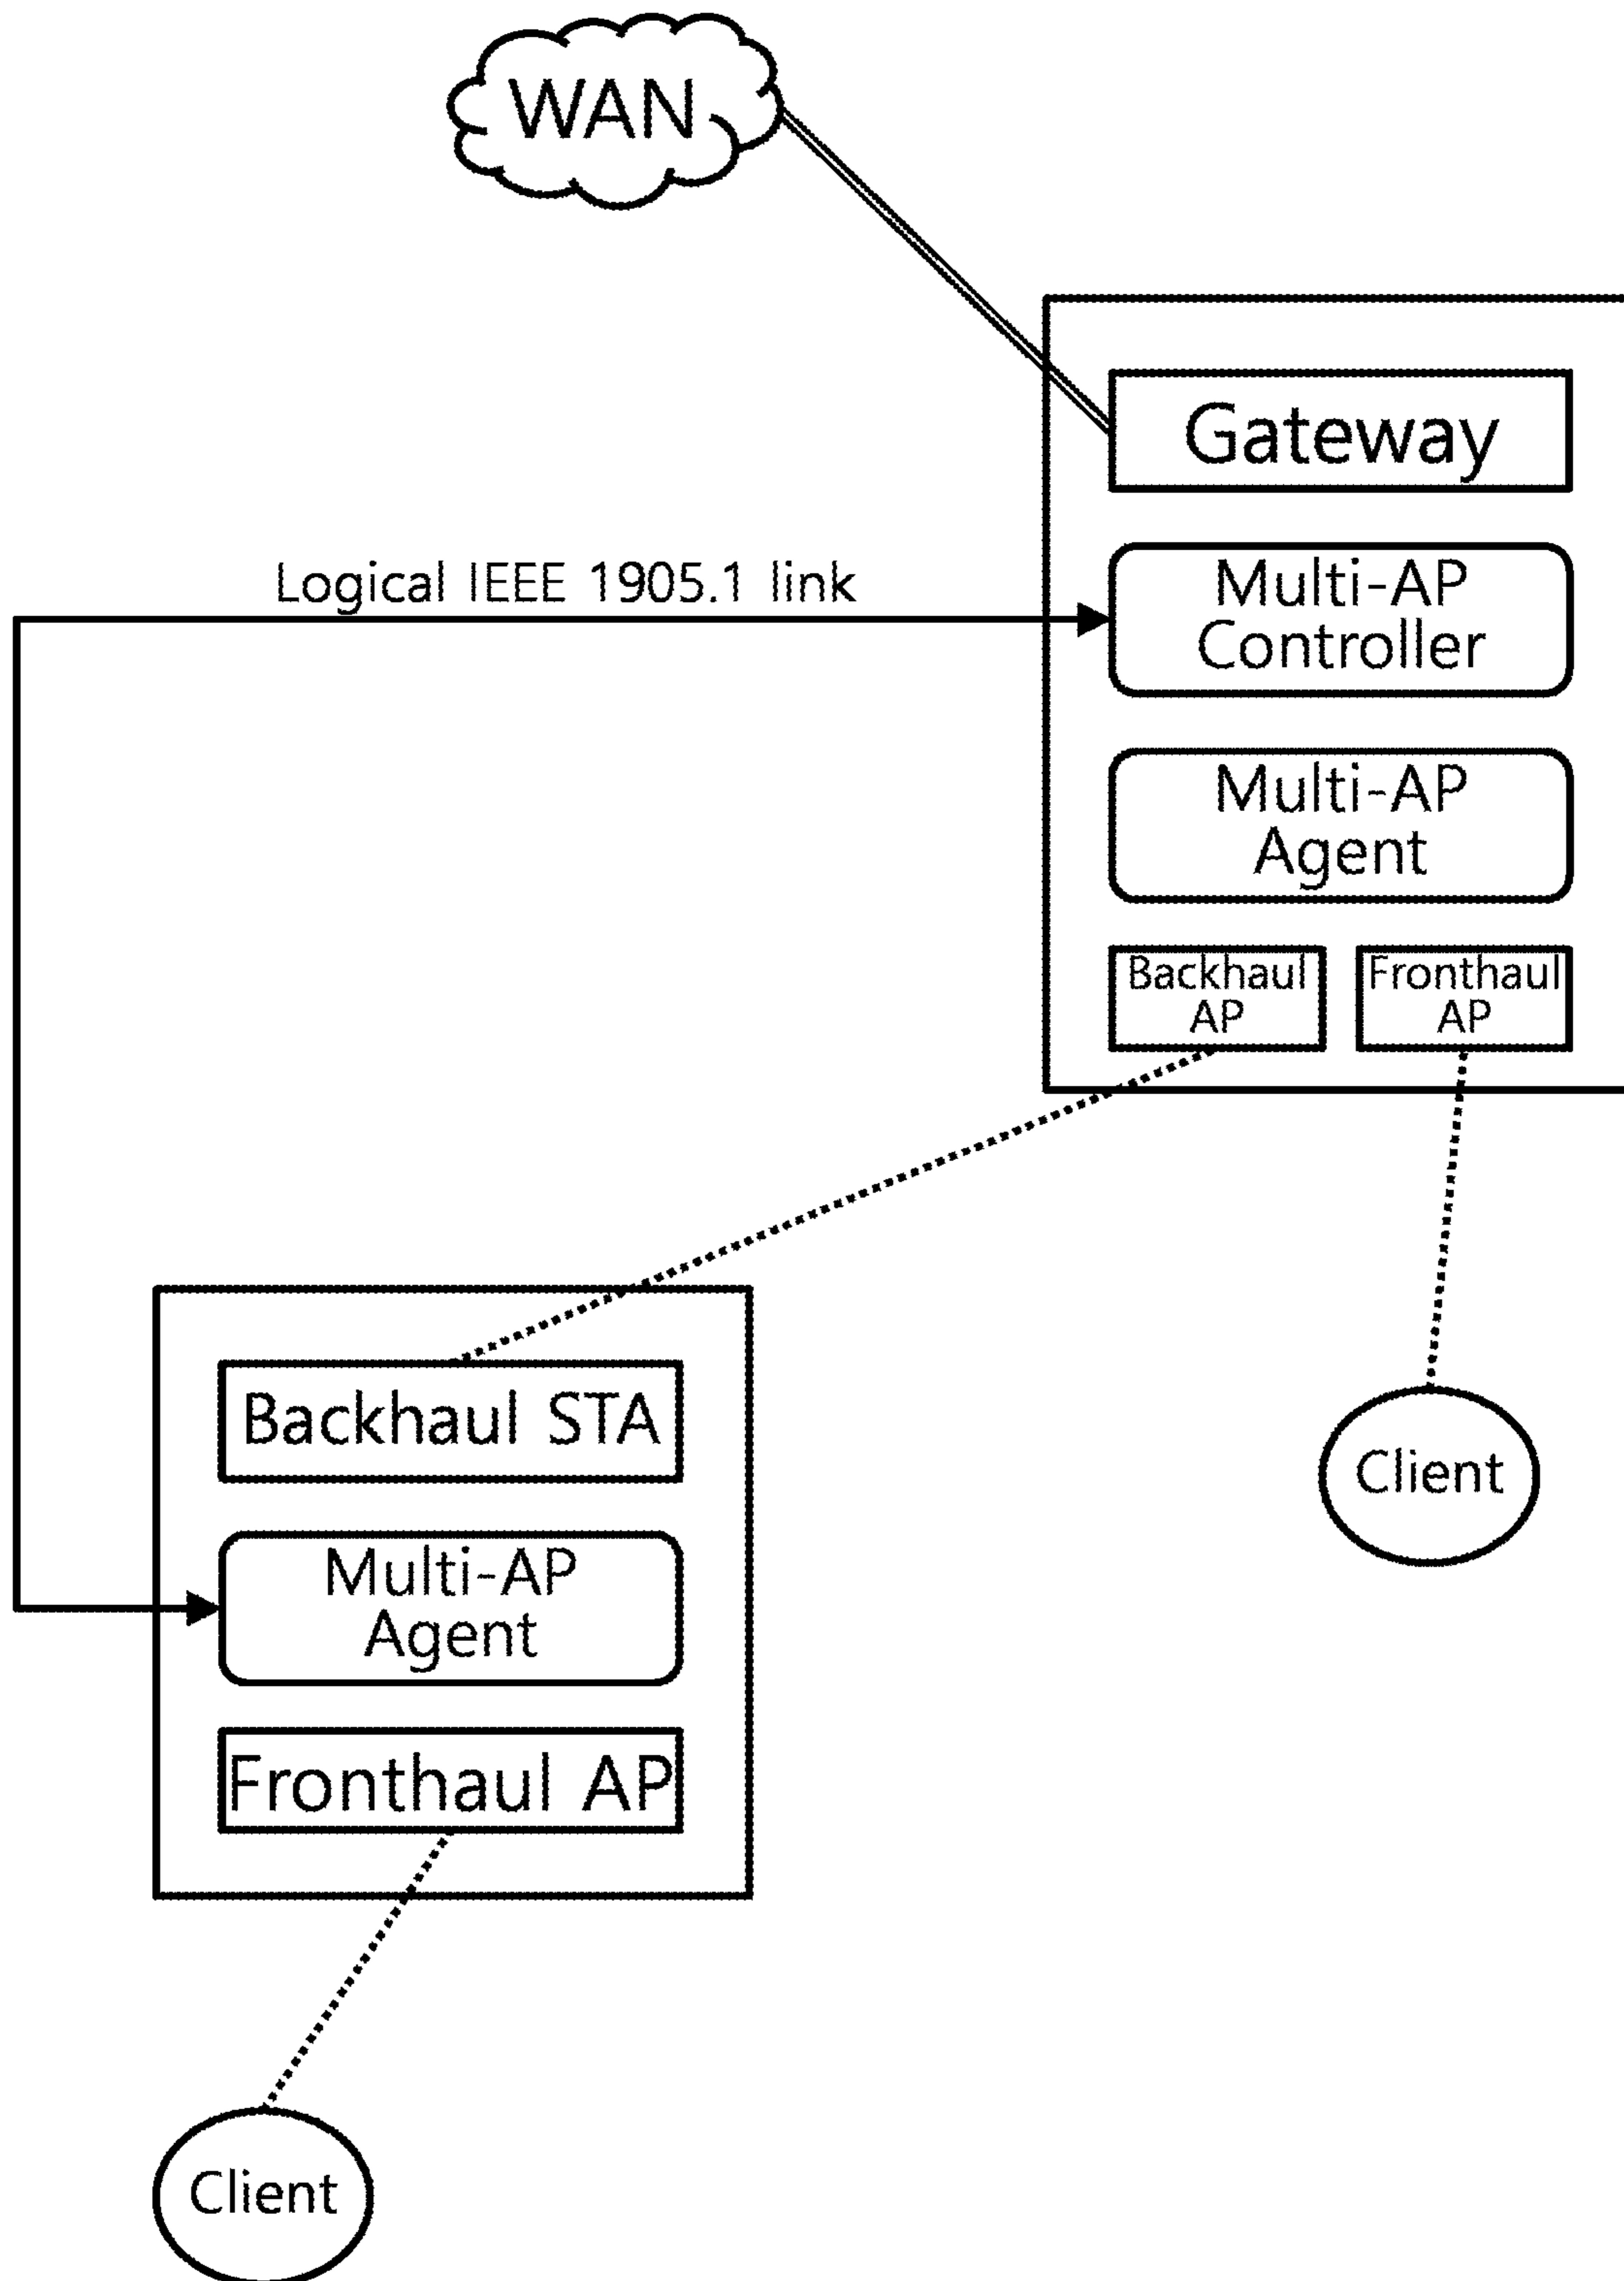 WAN
Gateway
Logical IEEE 1905.1 link
Multi-AP
Controller
Multi-AP
Agent
Backhaul
AP
Fronthaul
AP
Backhaul STA
Client
Multi-AP
Agent
Fronthaul AP
Client